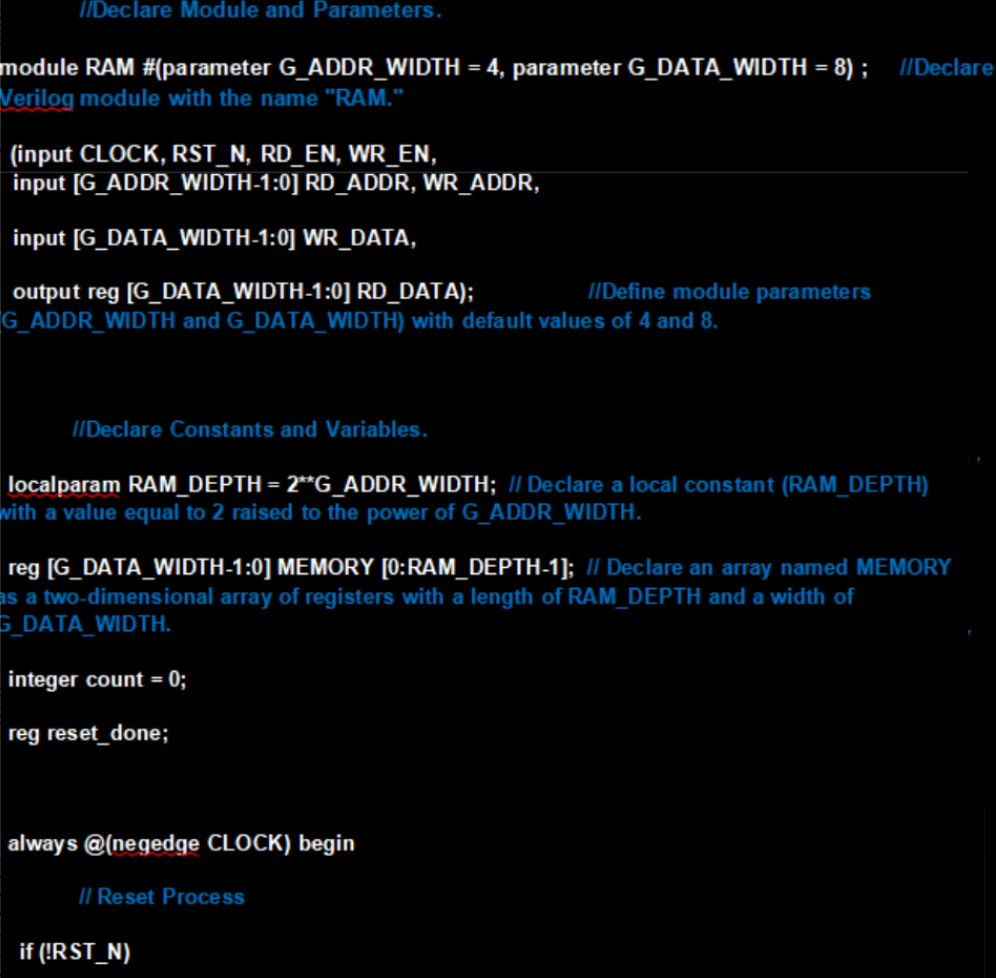 //Declare Module and Parameters.
module RAM #(parameter G_ADDR_WIDTH = 4, parameter G_DATA_WIDTH = 8) ; //Declare
Verilog module with the name "RAM."
(input CLOCK, RST_N, RD_EN, WR_EN,
input [G_ADDR_WIDTH-1:0] RD_ADDR, WR_ADDR,
input [G_DATA_WIDTH-1:0] WR_DATA,
output reg [G_DATA_WIDTH-1:0] RD_DATA); //Define module parameters
G_ADDR_WIDTH and G_DATA_WIDTH) with default values of 4 and 8.
//Declare Constants and Variables.
localparam RAM_DEPTH = 2**G_ADDR_WIDTH; // Declare a local constant (RAM_DEPTH)
with a value equal to 2 raised to the power of G_ADDR_WIDTH.
reg [G_DATA_WIDTH-1:0] MEMORY [0:RAM_DEPTH-1]; // Declare an array named MEMORY
as a two-dimensional array of registers with a length of RAM_DEPTH and a width of
G_DATA_WIDTH.
integer count = 0;
reg reset_done;
always @(negedge CLOCK) begin
// Reset Process
if (!RST_N)